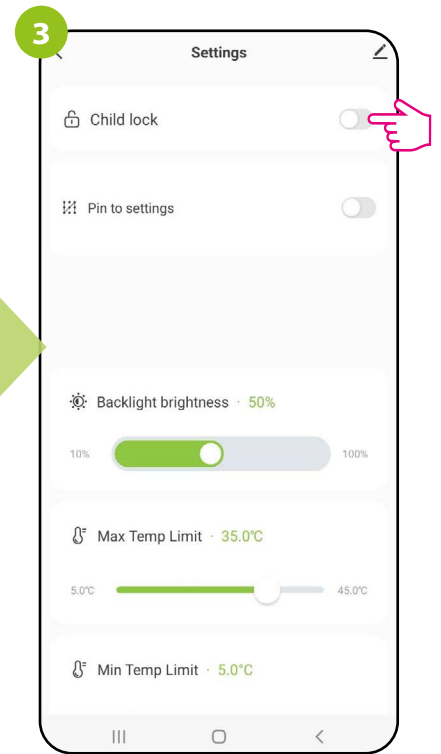 3
Settings
Child lock
Pin to settings
Backlight brightness · 50%
10% 100%
Max Temp Limit · 35.0°C
5.0°C 45.0°C
Min Temp Limit · 5.0°C